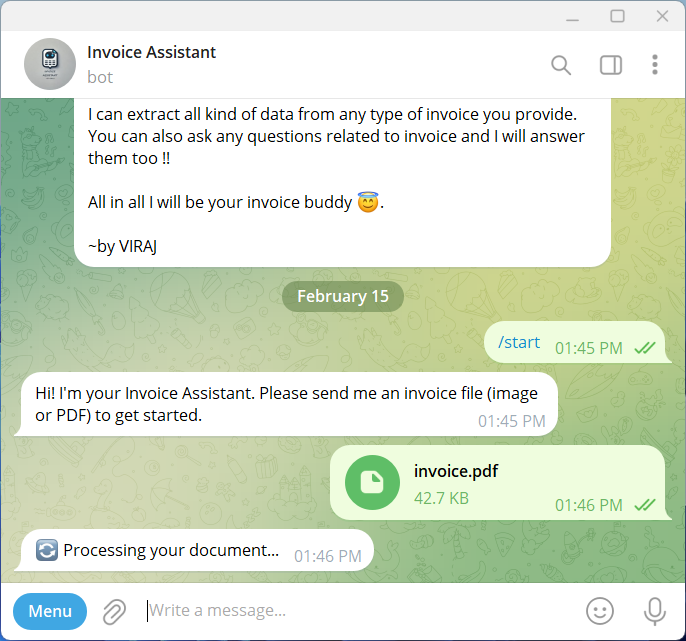 Invoice Assistant
bot
I can extract all kind of data from any type of invoice you provide.
You can also ask any questions related to invoice and I will answer
them too !!
All in all I will be your invoice buddy 😇.
~by VIRAJ
February 15
/start 01:45 PM
Hi! I'm your Invoice Assistant. Please send me an invoice file (image
or PDF) to get started.
01:45 PM
invoice.pdf
42.7 KB
01:46 PM
🔄 Processing your document... 01:46 PM
Menu
Write a message...